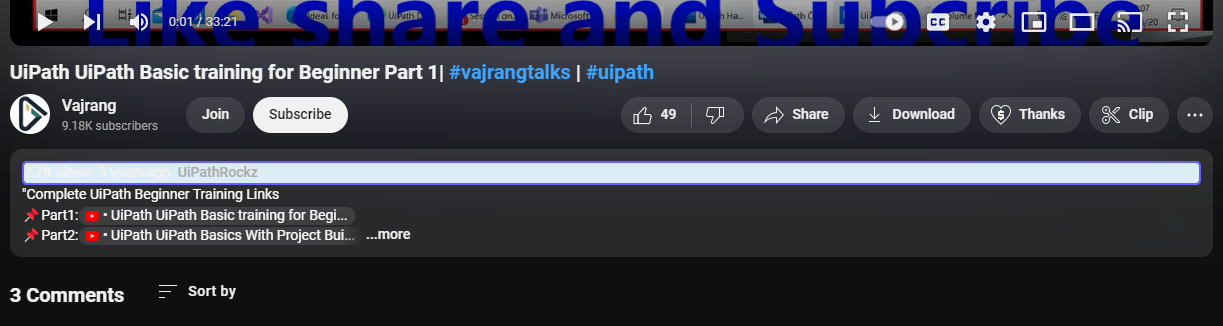 Like share and Subcribe
Ideas for
UiPath
Session on...
Microsoft
0:01 / 33:21
CC
UiPath UiPath Basic training for Beginner Part 1| #vajrangtalks | #uipath
Vajrang
9.18K subscribers
Join
Subscribe
49
Share
Download
Thanks
Clip
2.7K views 3 years ago UiPathRockz
"Complete UiPath Beginner Training Links
📌 Part1: • UiPath UiPath Basic training for Begi...
📌 Part2: • UiPath UiPath Basics With Project Bui... ...more
3 Comments
Sort by